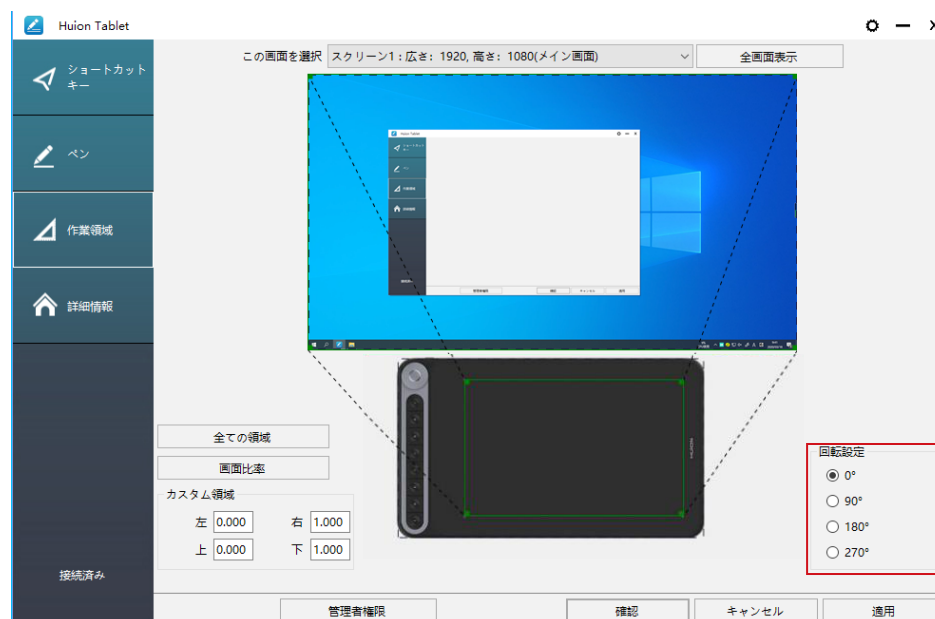 Huion Tablet
この画面を選択 スクリーン1：広さ：1920, 高さ：1080(メイン画面) 全画面表示
ショートカット
キー
ペン
作業領域
詳細情報
接続済み
Huion Tablet
全ての領域
画面比率
カスタム領域
左 0.000 右 1.000
上 0.000 下 1.000
HUION
回転設定
0°
90°
180°
270°
管理者権限 確認 キャンセル 適用